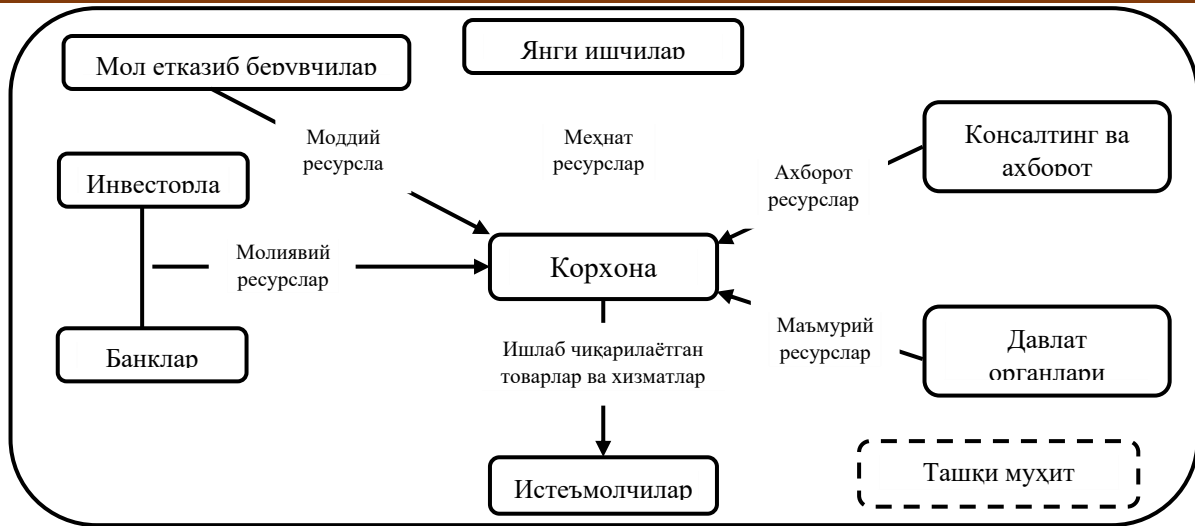 Мол етказиб берувчилар
Янги ишчилар
Моддий
ресурсла
Меҳнат
ресурслар
Консалтинг ва
ахборот
Ахборот
ресурслар
Инвесторла
Молиявий
ресурслар
Корхона
Банклар
Ишлаб чиқарилаётган
товарлар ва хизматлар
Маъмурий
ресурслар
Давлат
органлари
Истеъмолчилар
Ташқи муҳит